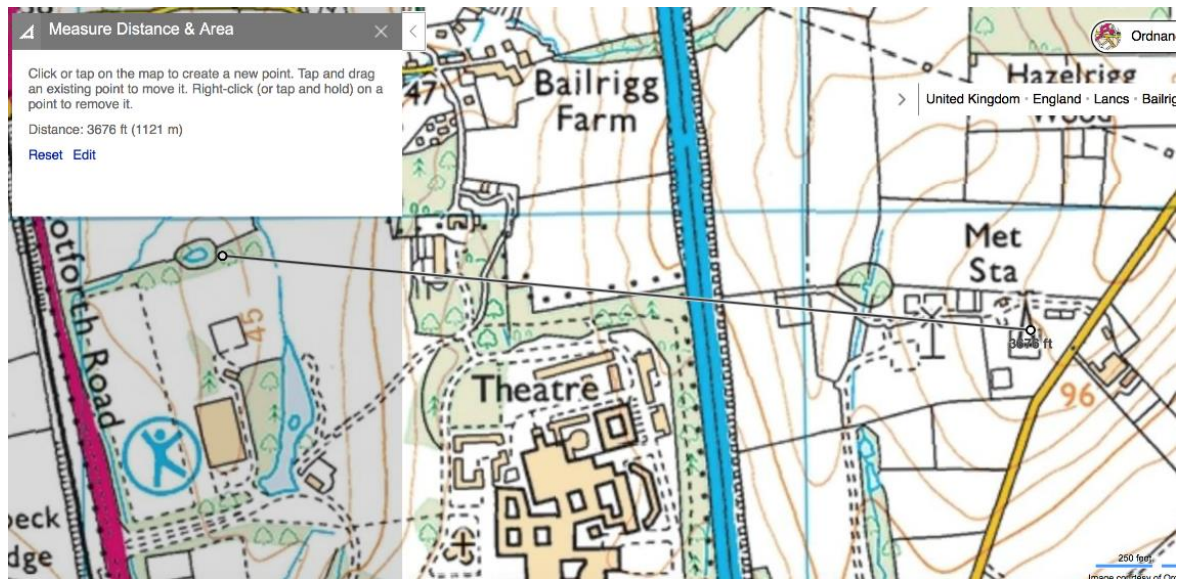 Measure Distance & Area
Click or tap on the map to create a new point. Tap and drag
an existing point to move it. Right-click (or tap and hold) on a
point to remove it.
Distance: 3676 ft (1121 m)
Reset Edit
47
Bailrigg
Farm
Hazelrigg
Wood
Ordnan
United Kingdom · England · Lancs · Bailrig
otforth Road
45
Met
Sta
3676 ft
96
Theatre
eck
dge
250 feet
Image courtesy of Ord